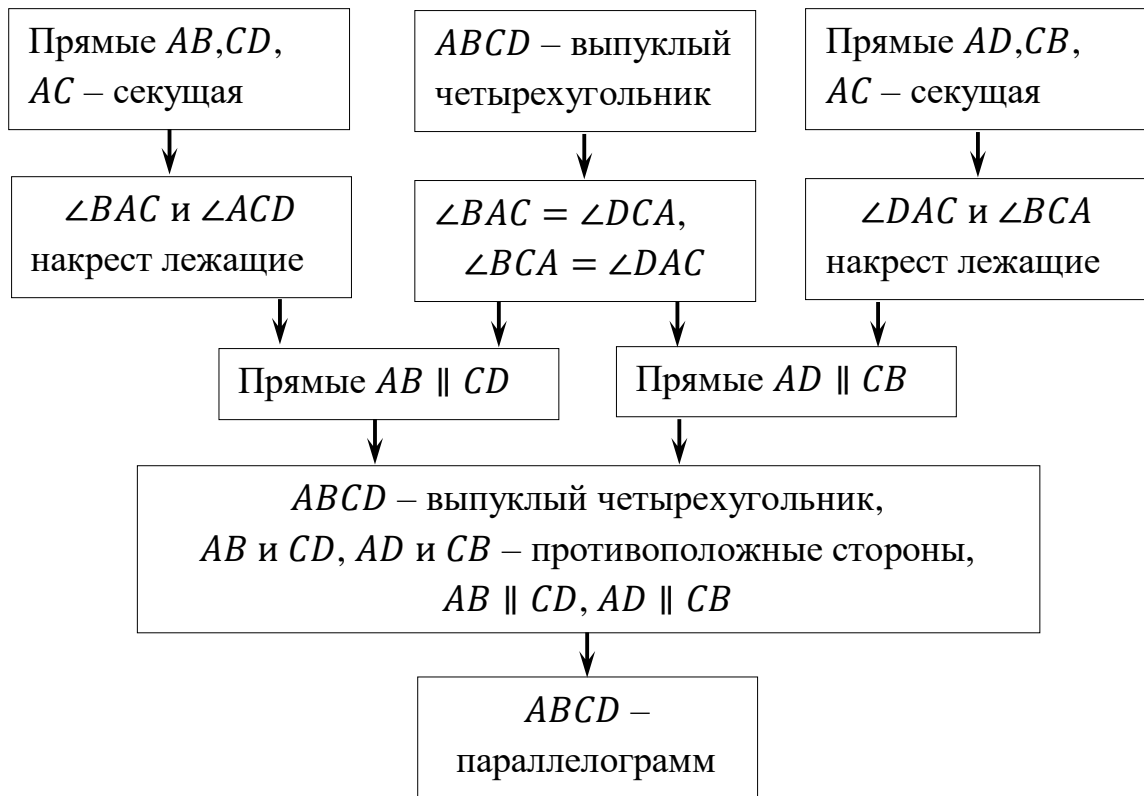 Прямые AB,CD,
AC – секущая
ABCD – выпуклый
четырехугольник
Прямые AD,CB,
AC – секущая
∠BAC и ∠ACD
накрест лежащие
∠BAC = ∠DCA,
∠BCA = ∠DAC
∠DAC и ∠BCA
накрест лежащие
Прямые AB ∥ CD
Прямые AD ∥ CB
ABCD – выпуклый четырехугольник,
AB и CD, AD и CB – противоположные стороны,
AB ∥ CD, AD ∥ CB
ABCD –
параллелограмм